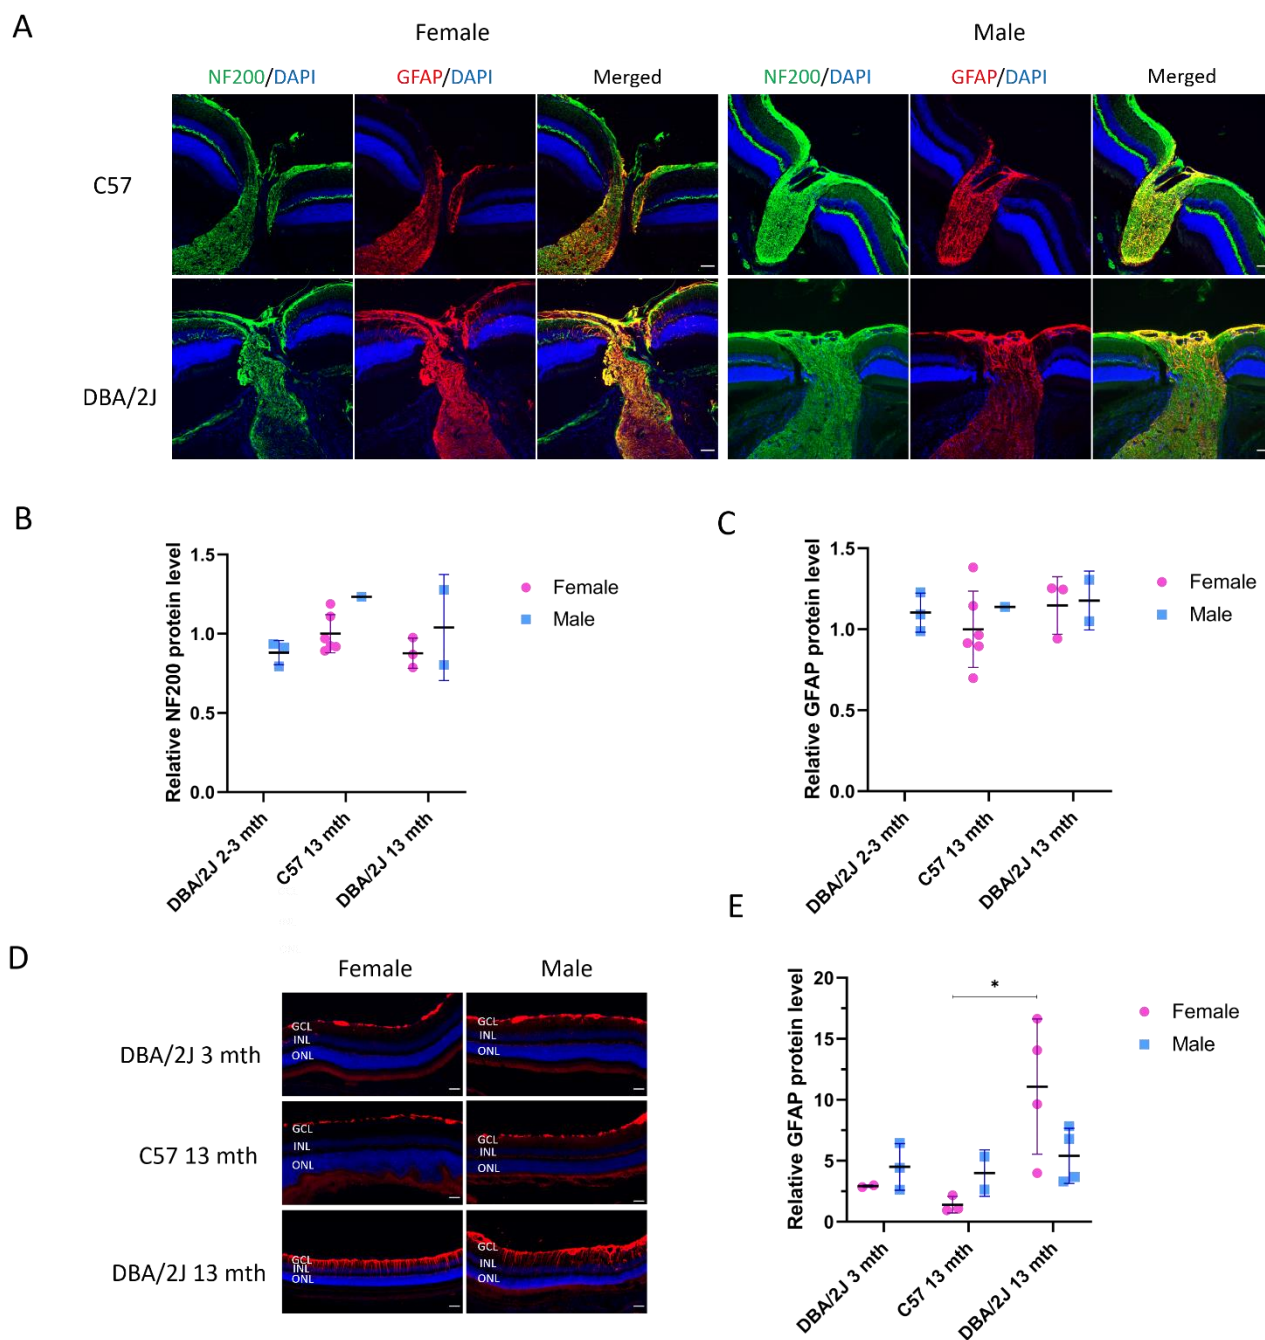 A
Female
Male
NF200/DAPI
GFAP/DAPI
Merged
NF200/DAPI
GFAP/DAPI
Merged
C57
DBA/2J
B
Relative NF200 protein level
1.5
1.0
0.5
0.0
DBA/2J 2-3 mth
C57 13 mth
DBA/2J 13 mth
Female
Male
C
Relative GFAP protein level
1.5
1.0
0.5
0.0
DBA/2J 2-3 mth
C57 13 mth
DBA/2J 13 mth
Female
Male
D
Female
Male
DBA/2J 3 mth
GCL
INL
ONL
GCL
INL
ONL
C57 13 mth
GCL
INL
ONL
GCL
INL
ONL
DBA/2J 13 mth
GCL
INL
ONL
GCL
INL
ONL
E
Relative GFAP protein level
20
15
10
5
0
*
DBA/2J 3 mth
C57 13 mth
DBA/2J 13 mth
Female
Male